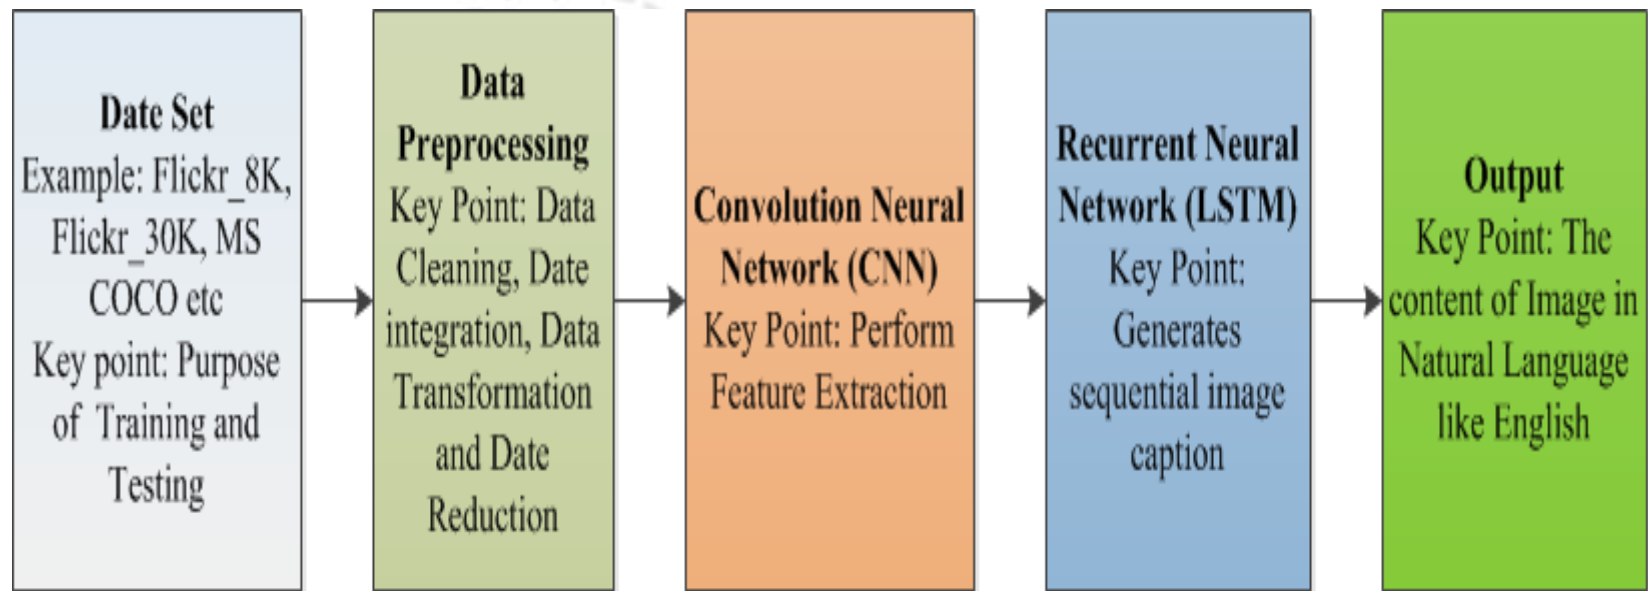 Date Set
Example: Flickr_8K,
Flickr_30K, MS
COCO etc
Key point: Purpose
of Training and
Testing
Data
Preprocessing
Key Point: Data
Cleaning, Date
integration, Data
Transformation
and Date
Reduction
Convolution Neural
Network (CNN)
Key Point: Perform
Feature Extraction
Recurrent Neural
Network (LSTM)
Key Point:
Generates
sequential image
caption
Output
Key Point: The
content of Image in
Natural Language
like English